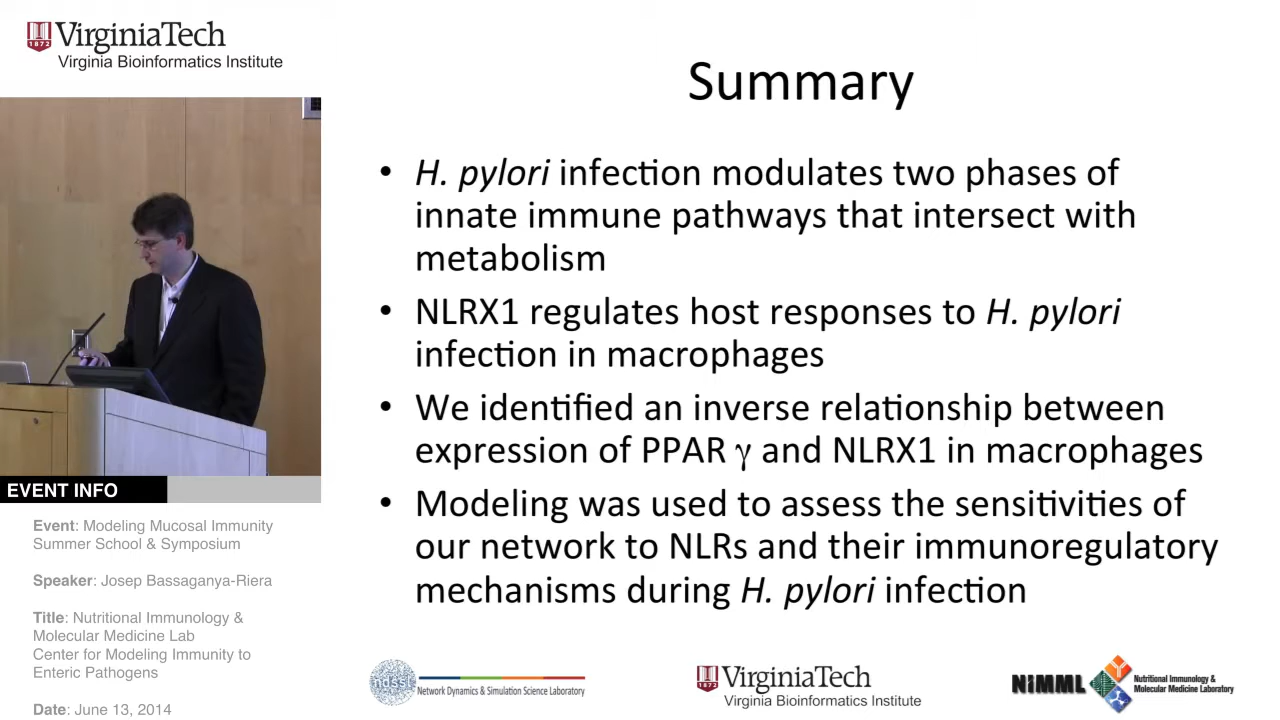 VirginiaTech
1872
Virginia Bioinformatics Institute
EVENT INFO
Event: Modeling Mucosal Immunity
Summer School & Symposium
Speaker: Josep Bassaganya-Riera
Title: Nutritional Immunology &
Molecular Medicine Lab
Center for Modeling Immunity to
Enteric Pathogens
Date: June 13, 2014
Summary
• H. pylori infection modulates two phases of
innate immune pathways that intersect with
metabolism
• NLRX1 regulates host responses to H. pylori
infection in macrophages
• We identified an inverse relationship between
expression of PPAR γ and NLRX1 in macrophages
• Modeling was used to assess the sensitivities of
our network to NLRs and their immunoregulatory
mechanisms during H. pylori infection
ndssl
Network Dynamics & Simulation Science Laboratory
VirginiaTech
1872
Virginia Bioinformatics Institute
NIMML
Nutritional Immunology &
Molecular Medicine Laboratory